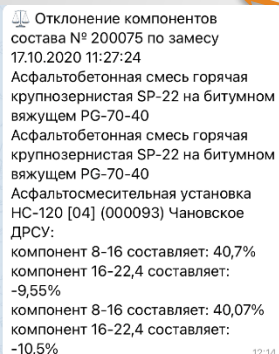 ⚖️ Отклонение компонентов
состава № 200075 по замесу
17.10.2020 11:27:24
Асфальтобетонная смесь горячая
крупнозернистая SP-22 на битумном
вяжущем PG-70-40
Асфальтобетонная смесь горячая
крупнозернистая SP-22 на битумном
вяжущем PG-70-40
Асфальтосмесительная установка
НС-120 [04] (000093) Чановское
ДРСУ:
компонент 8-16 составляет: 40,7%
компонент 16-22,4 составляет:
-9,55%
компонент 8-16 составляет: 40,07%
компонент 16-22,4 составляет:
-10,5%
12:14